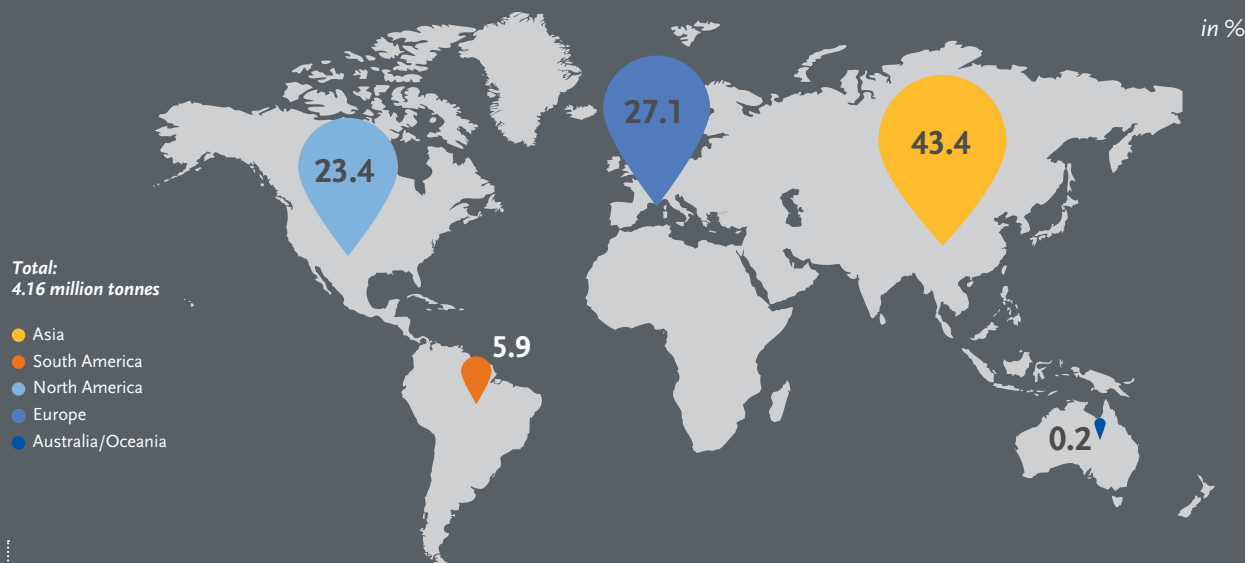 in %
27.1
43.4
23.4
Total:
4.16 million tonnes
Asia
South America
North America
Europe
Australia/Oceania
5.9
0.2